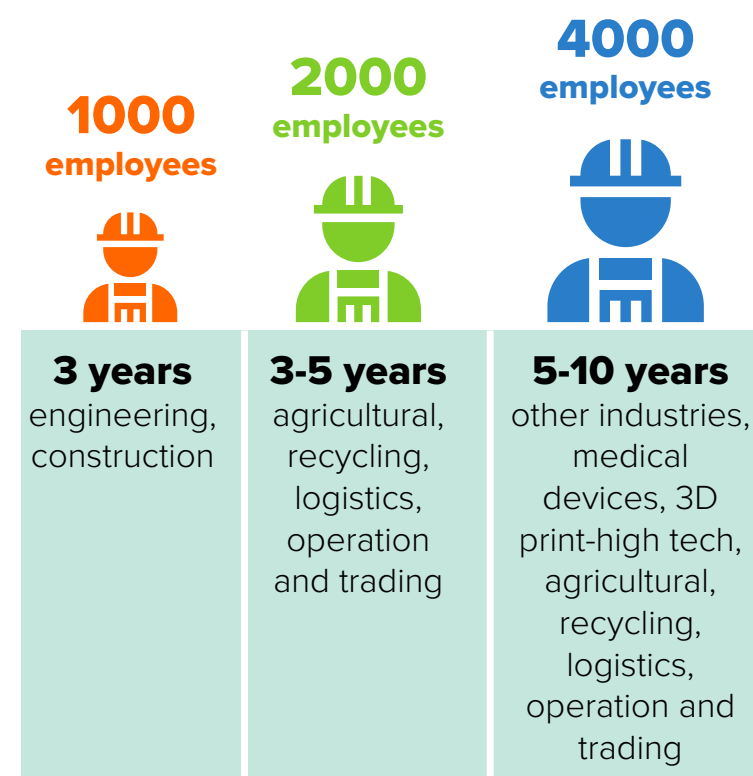 1000
employees
3 years
engineering,
construction
2000
employees
3-5 years
agricultural,
recycling,
logistics,
operation
and trading
4000
employees
5-10 years
other industries,
medical
devices, 3D
print-high tech,
agricultural,
recycling,
logistics,
operation and
trading